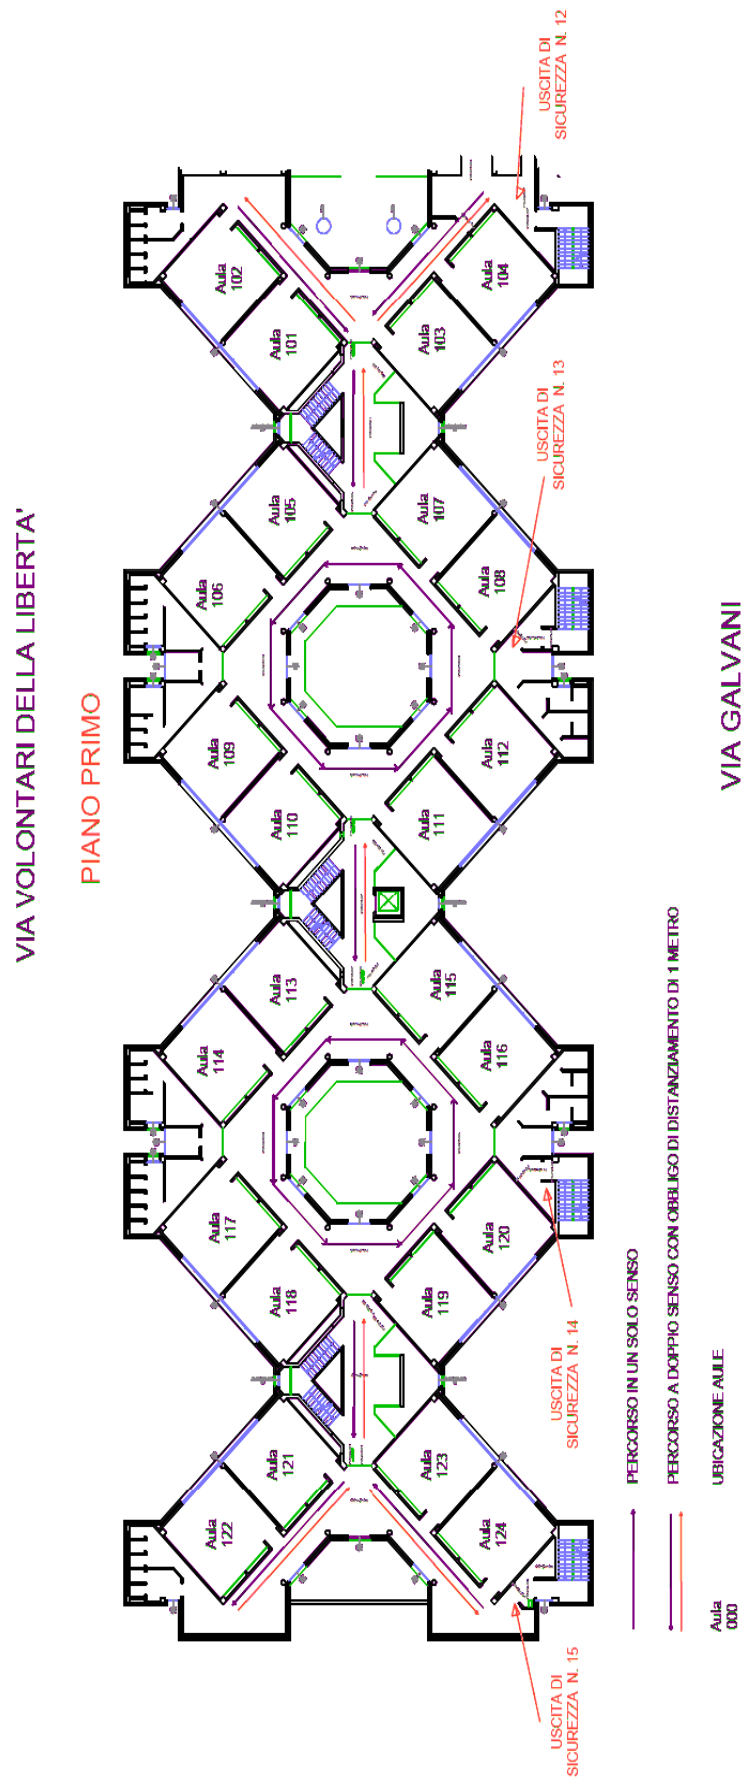 VIA VOLONTARI DELLA LIBERTA'
PIANO PRIMO
Aula
122
Aula
121
Aula
117
Aula
118
Aula
114
Aula
113
Aula
109
Aula
110
Aula
106
Aula
105
Aula
102
Aula
101
Aula
124
Aula
123
Aula
120
Aula
119
Aula
116
Aula
115
Aula
112
Aula
111
Aula
108
Aula
107
Aula
104
Aula
103
USCITA DI
SICUREZZA N. 15
USCITA DI
SICUREZZA N. 14
USCITA DI
SICUREZZA N. 13
USCITA DI
SICUREZZA N. 12
PERCORSO IN UN SOLO SENSO
PERCORSO A DOPPIO SENSO CON OBBLIGO DI DISTANZIAMENTO DI 1 METRO
Aula
000
UBICAZIONE AULE
VIA GALVANI